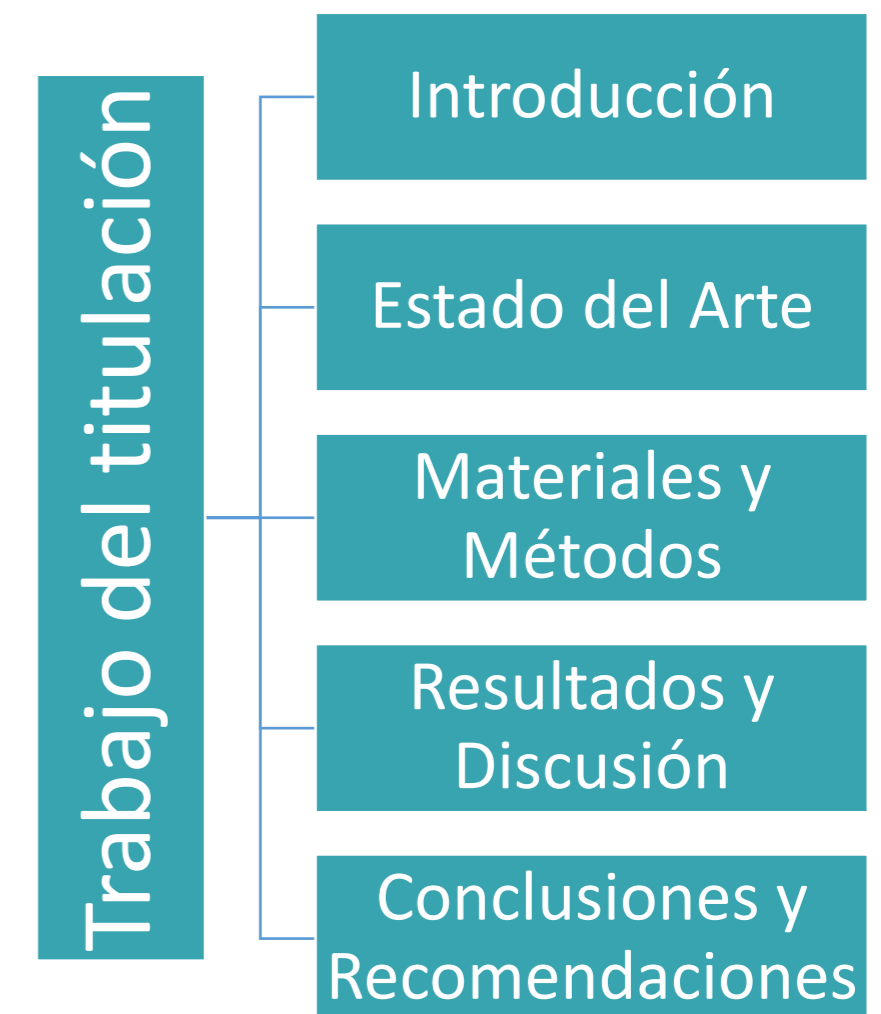 Trabajo del titulación
Introducción
Estado del Arte
Materiales y
Métodos
Resultados y
Discusión
Conclusiones y
Recomendaciones